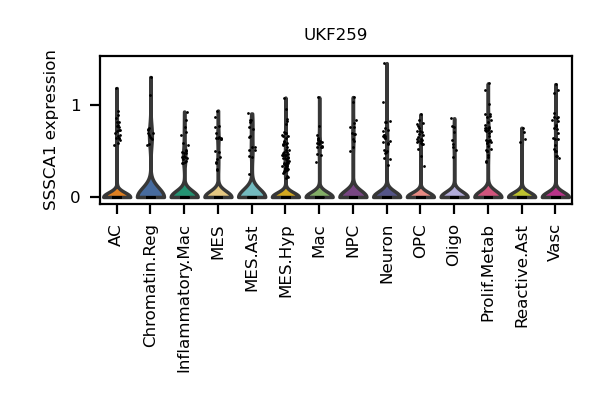 UKF259
SSSCA1 expression
1
0
AC
Chromatin.Reg
Inflammatory.Mac
MES
MES.Ast
MES.Hyp
Mac
NPC
Neuron
OPC
Oligo
Prolif.Metab
Reactive.Ast
Vasc